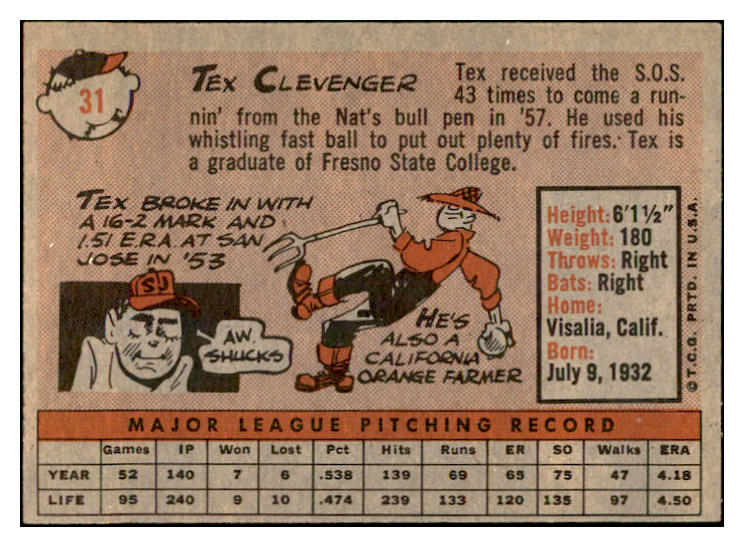 31
TEX CLEVENGER
Tex received the S.O.S.
43 times to come a run-
nin' from the Nat's bull pen in '57. He used his
whistling fast ball to put out plenty of fires. Tex is
a graduate of Fresno State College.
TEX BROKE IN WITH
A 16-2 MARK AND
1.51 E.R.A. AT SAN
JOSE IN '53
SJ
AW.
SHUCKS
HE'S
ALSO A
CALIFORNIA
ORANGE FARMER
Height: 6'1½"
Weight: 180
Throws: Right
Bats: Right
Home:
Visalia, Calif.
Born:
July 9, 1932
© T.C.G. PRTD. IN U.S.A.
MAJOR LEAGUE PITCHING RECORD
Games IP Won Lost Pct Hits Runs ER SO Walks ERA
YEAR 52 140 7 6 .538 139 69 65 75 47 4.18
LIFE 95 240 9 10 .474 239 133 120 135 97 4.50